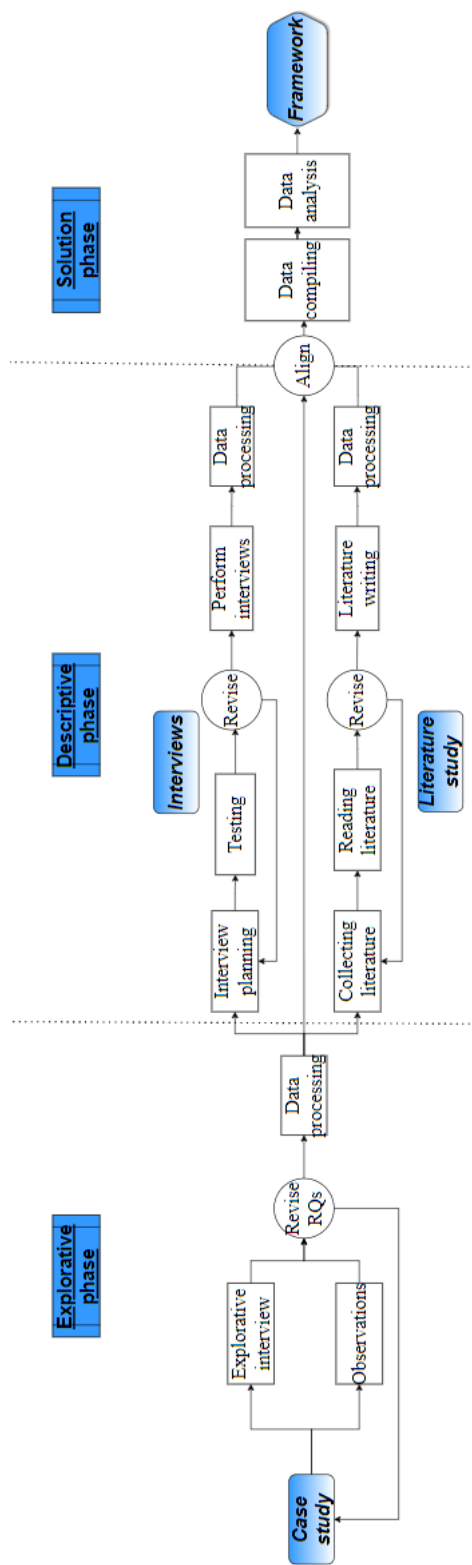 Explorative
phase
Descriptive
phase
Solution
phase
Case
study
Explorative
interview
Observations
Revise
RQs
Data
processing
Interviews
Interview
planning
Testing
Revise
Perform
interviews
Data
processing
Collecting
literature
Reading
literature
Revise
Literature
writing
Data
processing
Literature
study
Align
Data
compiling
Data
analysis
Framework